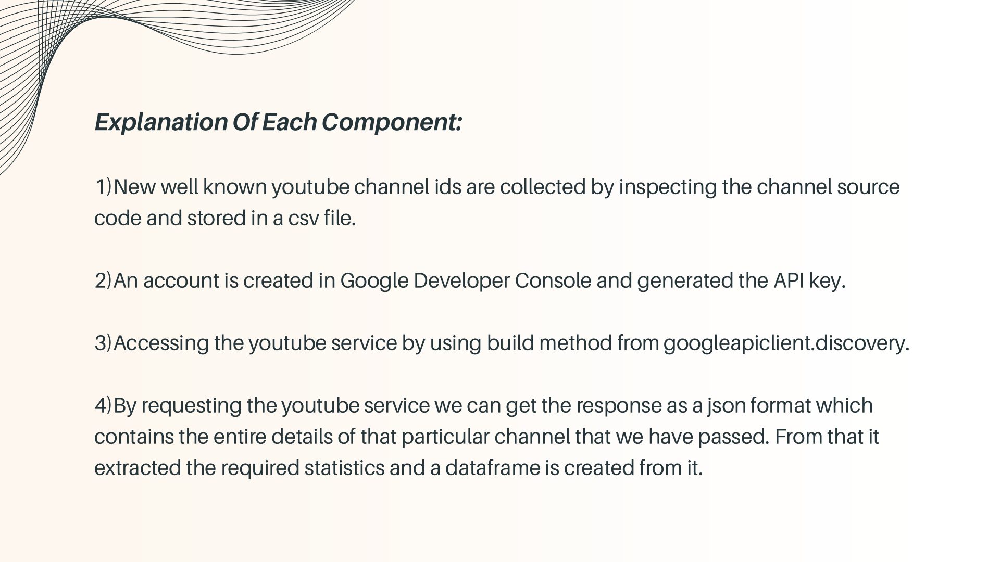 Explanation Of Each Component:
1)New well known youtube channel ids are collected by inspecting the channel source
code and stored in a csv file.
2)An account is created in Google Developer Console and generated the API key.
3)Accessing the youtube service by using build method from googleapiclient.discovery.
4)By requesting the youtube service we can get the response as a json format which
contains the entire details of that particular channel that we have passed. From that it
extracted the required statistics and a dataframe is created from it.